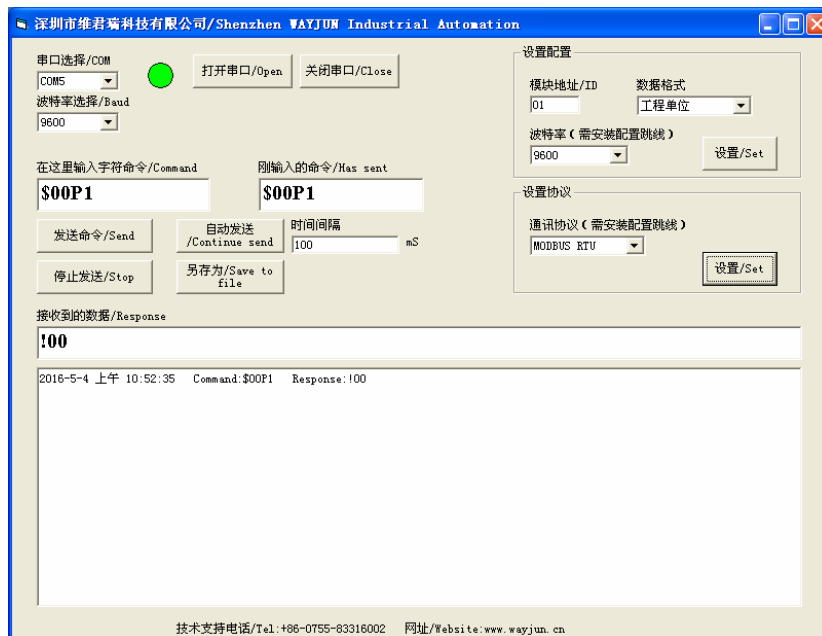 深圳市维君瑞科技有限公司/Shenzhen WAYJUN Industrial Automation
串口选择/COM
COM5
打开串口/Open
关闭串口/Close
波特率选择/Baud
9600
设置配置
模块地址/ID
数据格式
01
工程单位
波特率(需安装配置跳线)
9600
设置/Set
在这里输入字符命令/Command
刚输入的命令/Has sent
$00P1
$00P1
设置协议
通讯协议(需安装配置跳线)
MODBUS RTU
设置/Set
发送命令/Send
自动发送
/Continue send
时间间隔
100
mS
停止发送/Stop
另存为/Save to
file
接收到的数据/Response
!00
2016-5-4 上午 10:52:35 Command:$00P1 Response:!00
技术支持电话/Tel:+86-0755-83316002 网址/Website:www.wayjun.cn